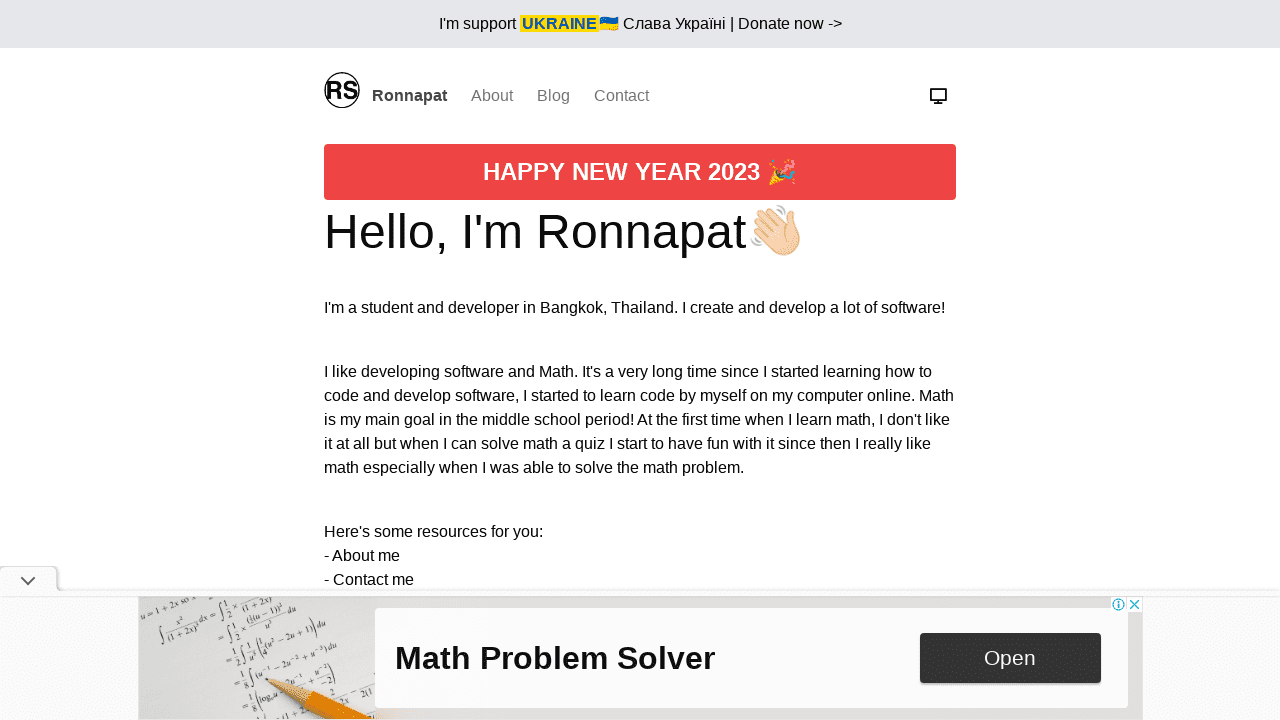 I'm support UKRAINE🇺🇦 Слава Україні | Donate now ->
RS Ronnapat About Blog Contact
HAPPY NEW YEAR 2023 🎉
Hello, I'm Ronnapat👋🏻
I'm a student and developer in Bangkok, Thailand. I create and develop a lot of software!
I like developing software and Math. It's a very long time since I started learning how to
code and develop software, I started to learn code by myself on my computer online. Math
is my main goal in the middle school period! At the first time when I learn math, I don't like
it at all but when I can solve math a quiz I start to have fun with it since then I really like
math especially when I was able to solve the math problem.
Here's some resources for you:
- About me
- Contact me
Math Problem Solver
Open